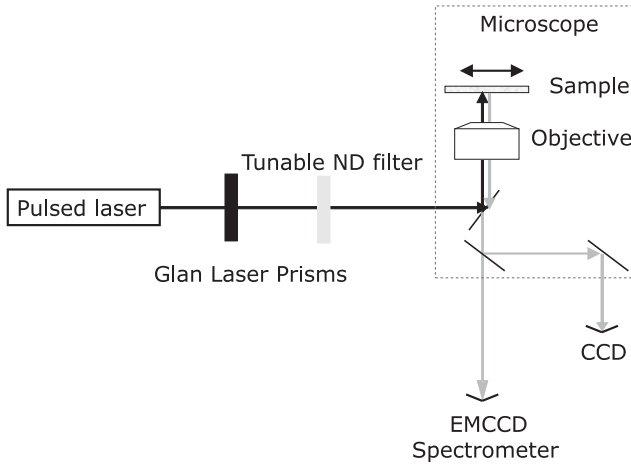 Microscope
Sample
Objective
Tunable ND filter
Pulsed laser
Glan Laser Prisms
CCD
EMCCD
Spectrometer